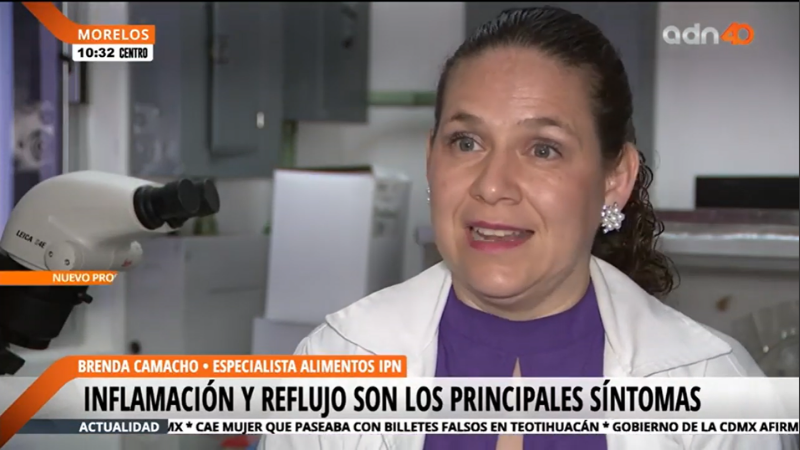 MORELOS
10:32 CENTRO
adn40
LEICA
NUEVO PRO
BRENDA CAMACHO • ESPECIALISTA ALIMENTOS IPN
INFLAMACIÓN Y REFLUJO SON LOS PRINCIPALES SÍNTOMAS
ACTUALIDAD MX * CAE MUJER QUE PASEABA CON BILLETES FALSOS EN TEOTIHUACÁN * GOBIERNO DE LA CDMX AFIRM